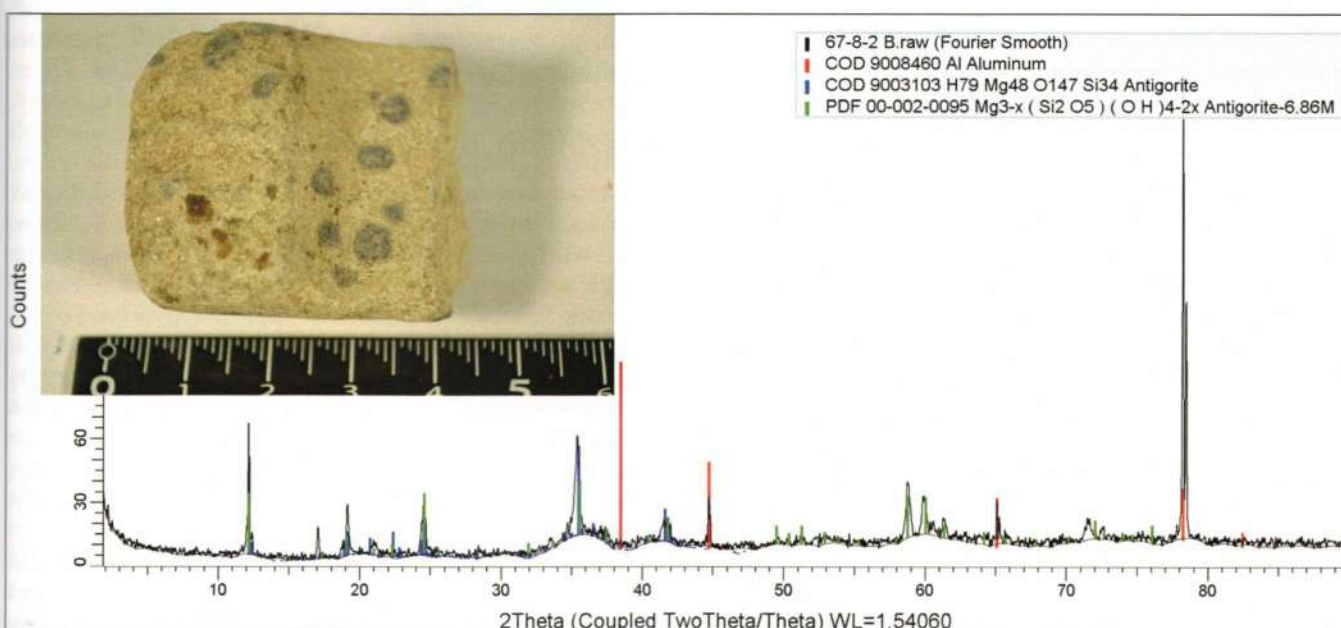 67-8-2 B.raw (Fourier Smooth)
COD 9008460 Al Aluminum
COD 9003103 H79 Mg48 O147 Si34 Antigorite
PDF 00-002-0095 Mg3-x ( Si2 O5 ) ( O H )4-2x Antigorite-6.86M
Counts
0 1 2 3 4 5 6
60
30
0
10 20 30 40 50 60 70 80
2Theta (Coupled TwoTheta/Theta) WL=1.54060